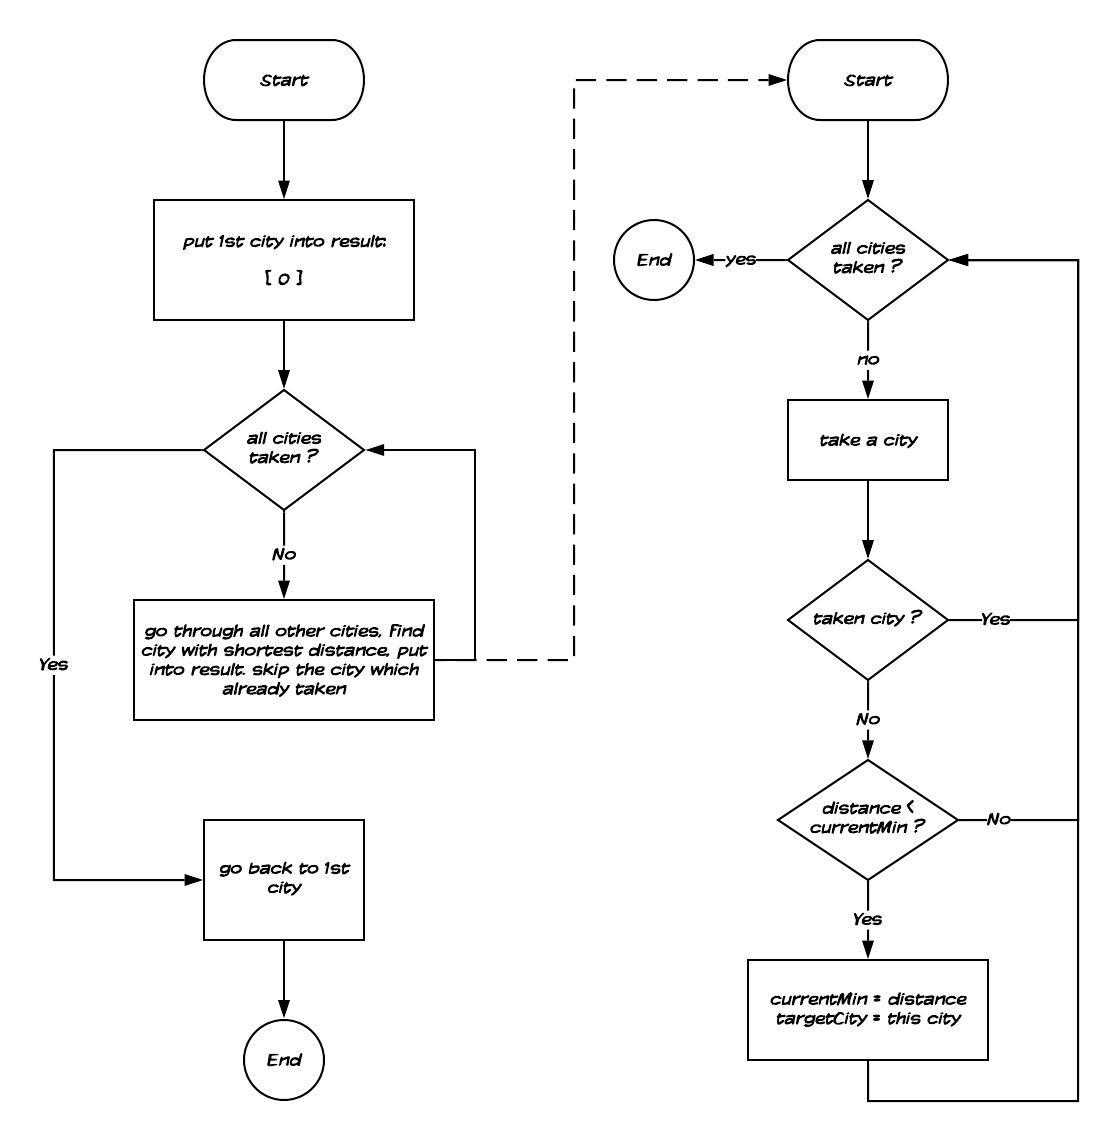 Start
put 1st city into result:
[ 0 ]
all cities
taken ?
No
go through all other cities, Find
city with shortest distance, put
into result. skip the city which
already taken
Yes
go back to 1st
city
End
Start
all cities
taken ?
yes
End
no
take a city
taken city ?
Yes
No
distance <
currentMin ?
No
Yes
currentMin = distance
targetCity = this city